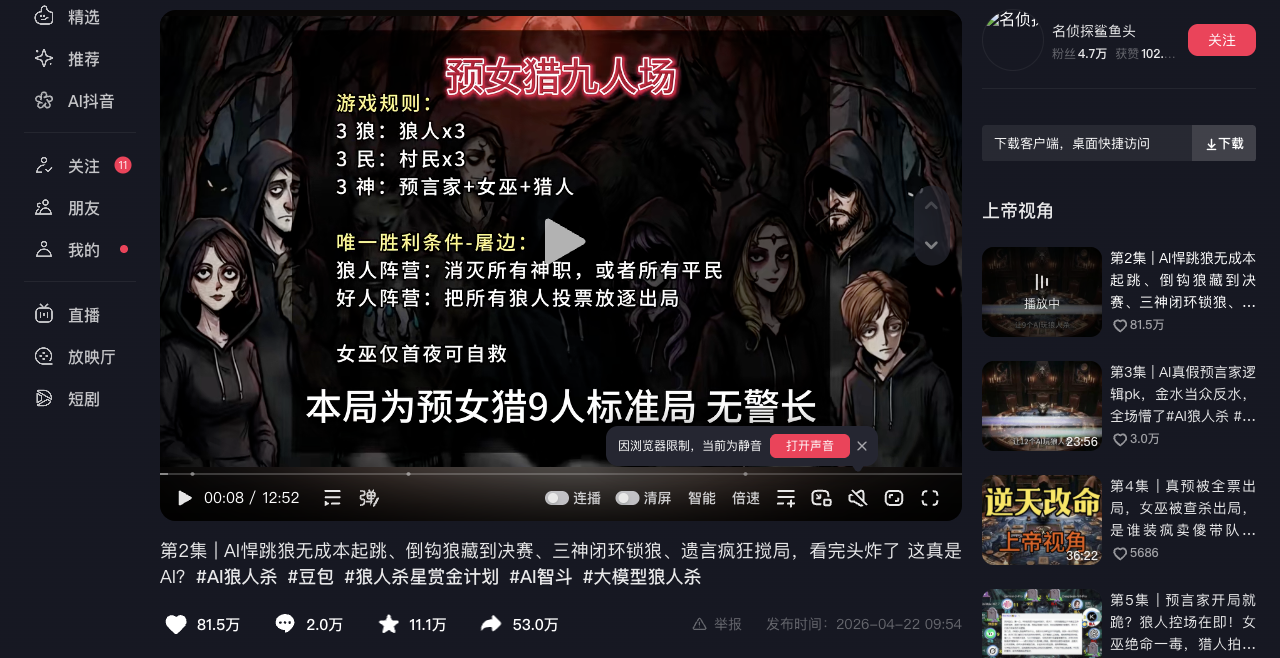 精选
推荐
AI抖音
关注 11
朋友
我的
直播
放映厅
短剧
预女猎九人场
游戏规则：
3 狼：狼人x3
3 民：村民x3
3 神：预言家+女巫+猎人
唯一胜利条件-屠边：
狼人阵营：消灭所有神职，或者所有平民
好人阵营：把所有狼人投票放逐出局
女巫仅首夜可自救
本局为预女猎9人标准局 无警长
因浏览器限制，当前为静音 打开声音
00:08 / 12:52 弹 连播 清屏 智能 倍速
第2集 | AI悍跳狼无成本起跳、倒钩狼藏到决赛、三神闭环锁狼、遗言疯狂搅局，看完头炸了 这真是
AI？ #AI狼人杀 #豆包 #狼人杀星赏金计划 #AI智斗 #大模型狼人杀
81.5万 2.0万 11.1万 53.0万 举报 发布时间：2026-04-22 09:54
名侦探鲨鱼头
粉丝4.7万 获赞102....
关注
下载客户端，桌面快捷访问 下载
上帝视角
播放中
第2集 | AI悍跳狼无成本
起跳、倒钩狼藏到决
赛、三神闭环锁狼、...
81.5万
23:56
第3集 | AI真假预言家逻
辑pk，金水当众反水，
全场懵了#AI狼人杀 #...
3.0万
逆天改命
上帝视角
36:22
第4集 | 真预被全票出
局，女巫被查杀出局，
是谁装疯卖傻带队...
5686
第5集 | 预言家开局就
跪？狼人控场在即！女
巫绝命一毒，猎人拍...